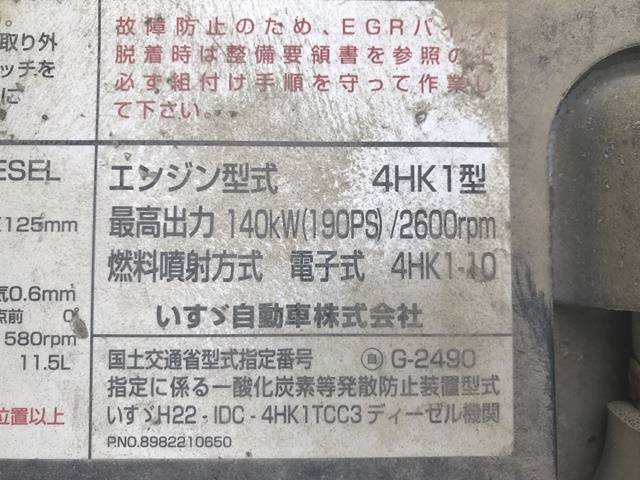 故障防止のため、EGRパイプ
脱着時は整備要領書を参照の上
必ず組付け手順を守って作業し
て下さい。
取り外
ッチを
に
ESEL
125mm
気0.6mm
点前 0°
580rpm
11.5L
位置以上
エンジン型式 4HK1型
最高出力 140kW(190PS)/2600rpm
燃料噴射方式 電子式 4HK1-10
いすゞ自動車株式会社
国土交通省型式指定番号 自 G-2490
指定に係る一酸化炭素等発散防止装置型式
いすゞH22-IDC-4HK1TCC3ディーゼル機関
P.NO.8982210650